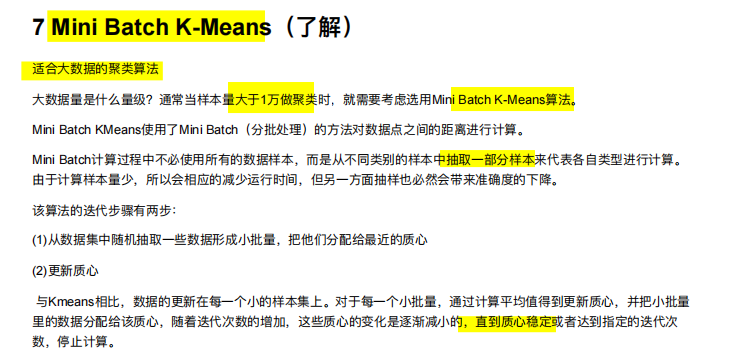 7 Mini Batch K-Means（了解）
适合大数据的聚类算法
大数据量是什么量级？通常当样本量大于1万做聚类时，就需要考虑选用Mini Batch K-Means算法。
Mini Batch KMeans使用了Mini Batch（分批处理）的方法对数据点之间的距离进行计算。
Mini Batch计算过程中不必使用所有的数据样本，而是从不同类别的样本中抽取一部分样本来代表各自类型进行计算。
由于计算样本量少，所以会相应的减少运行时间，但另一方面抽样也必然会带来准确度的下降。
该算法的迭代步骤有两步：
(1)从数据集中随机抽取一些数据形成小批量，把他们分配给最近的质心
(2)更新质心
与Kmeans相比，数据的更新在每一个小的样本集上。对于每一个小批量，通过计算平均值得到更新质心，并把小批量
里的数据分配给该质心，随着迭代次数的增加，这些质心的变化是逐渐减小的，直到质心稳定或者达到指定的迭代次
数，停止计算。